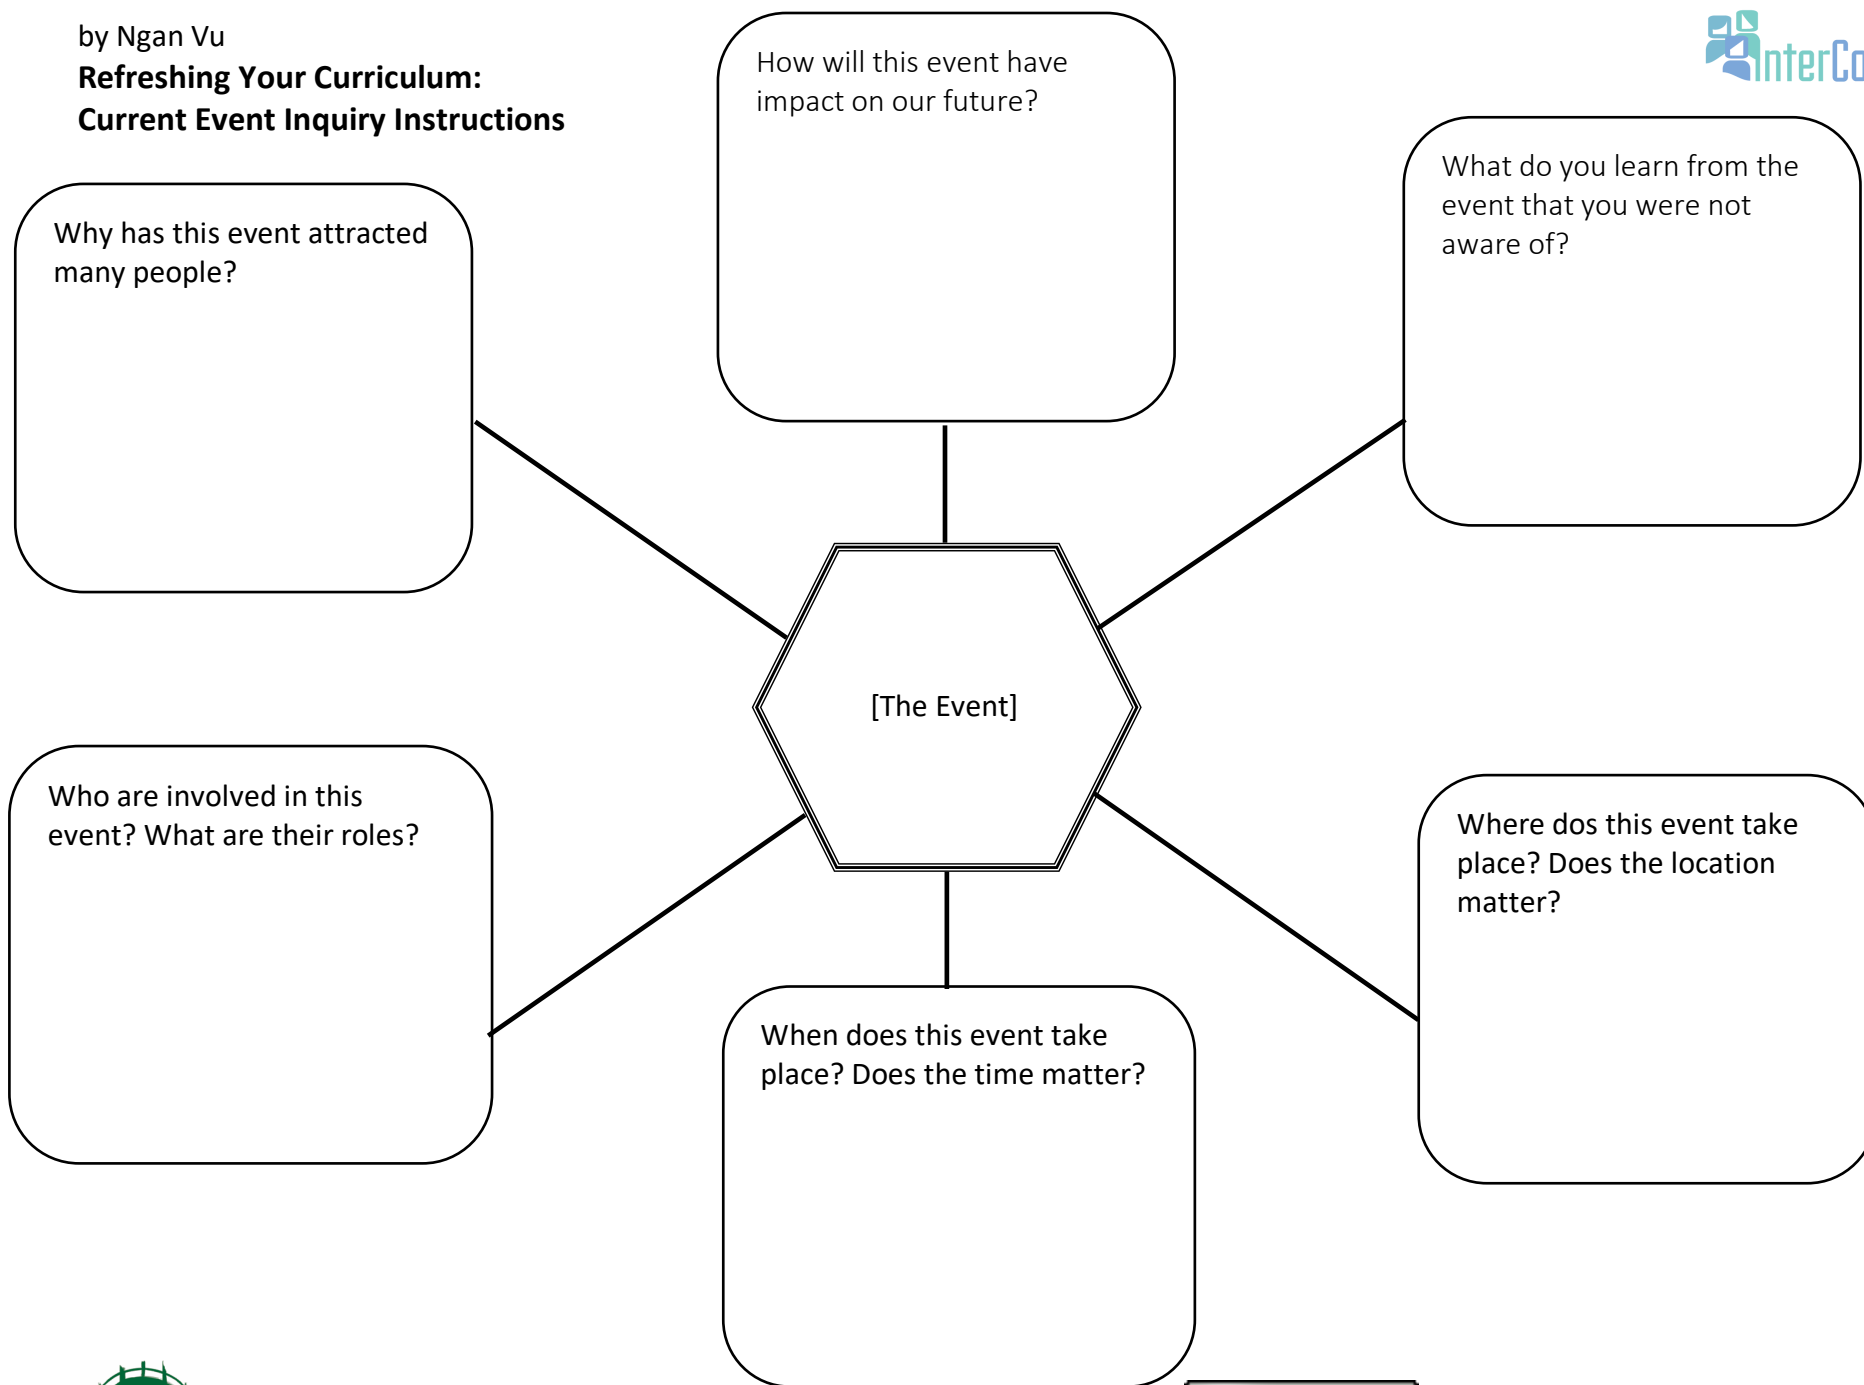 by Ngan Vu
Refreshing Your Curriculum:
Current Event Inquiry Instructions
InterCo
How will this event have
impact on our future?
What do you learn from the
event that you were not
aware of?
Why has this event attracted
many people?
[The Event]
Who are involved in this
event? What are their roles?
Where dos this event take
place? Does the location
matter?
When does this event take
place? Does the time matter?